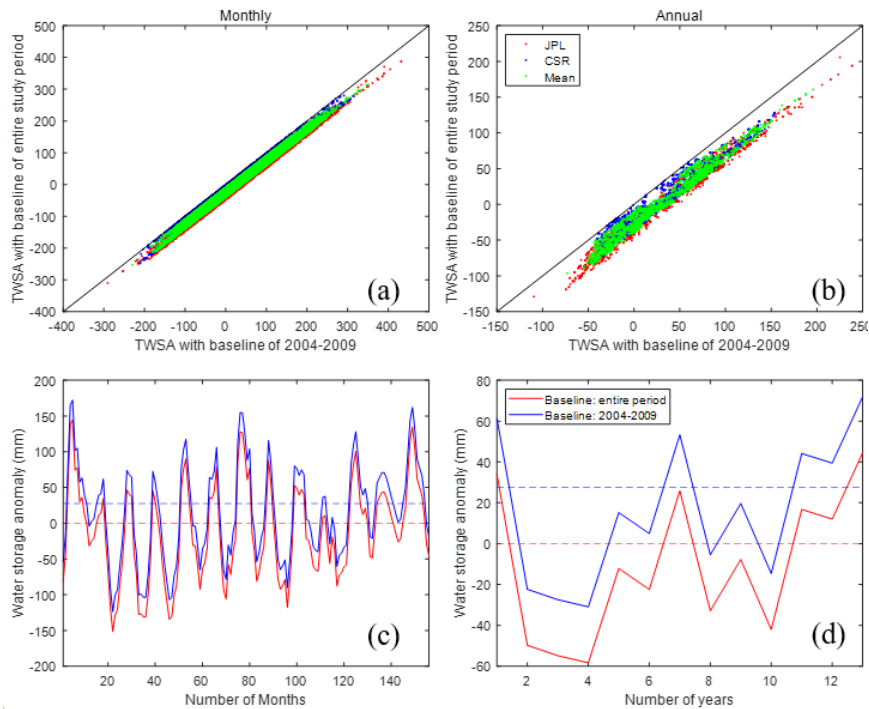 Monthly
TWSA with baseline of entire study period
500
400
300
200
100
0
-100
-200
-300
-400
-400 -300 -200 -100 0 100 200 300 400 500
TWSA with baseline of 2004-2009
(a)
Annual
TWSA with baseline of entire study period
250
200
150
100
50
0
-50
-100
-150
-150 -100 -50 0 50 100 150 200 250
TWSA with baseline of 2004-2009
JPL
CSR
Mean
(b)
Water storage anomaly (mm)
200
150
100
50
0
-50
-100
-150
-200
20 40 60 80 100 120 140
Number of Months
(c)
Water storage anomaly (mm)
80
60
40
20
0
-20
-40
-60
2 4 6 8 10 12
Number of years
Baseline: entire period
Baseline: 2004-2009
(d)